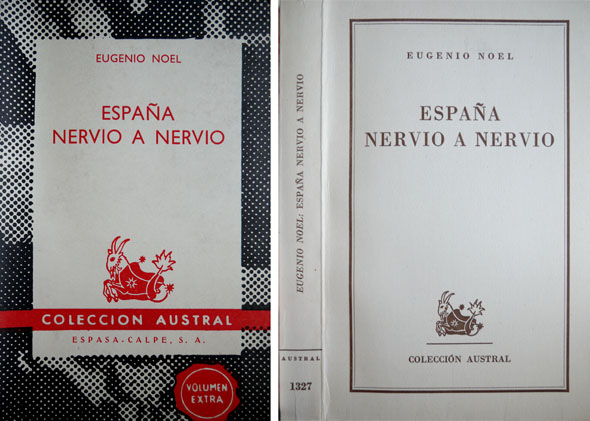 EUGENIO NOEL
ESPAÑA
NERVIO A NERVIO
COLECCION AUSTRAL
ESPASA-CALPE, S. A.
VOLUMEN
EXTRA
EUGENIO NOEL: ESPAÑA NERVIO A NERVIO
AUSTRAL
1327
EUGENIO NOEL
ESPAÑA
NERVIO A NERVIO
COLECCIÓN AUSTRAL